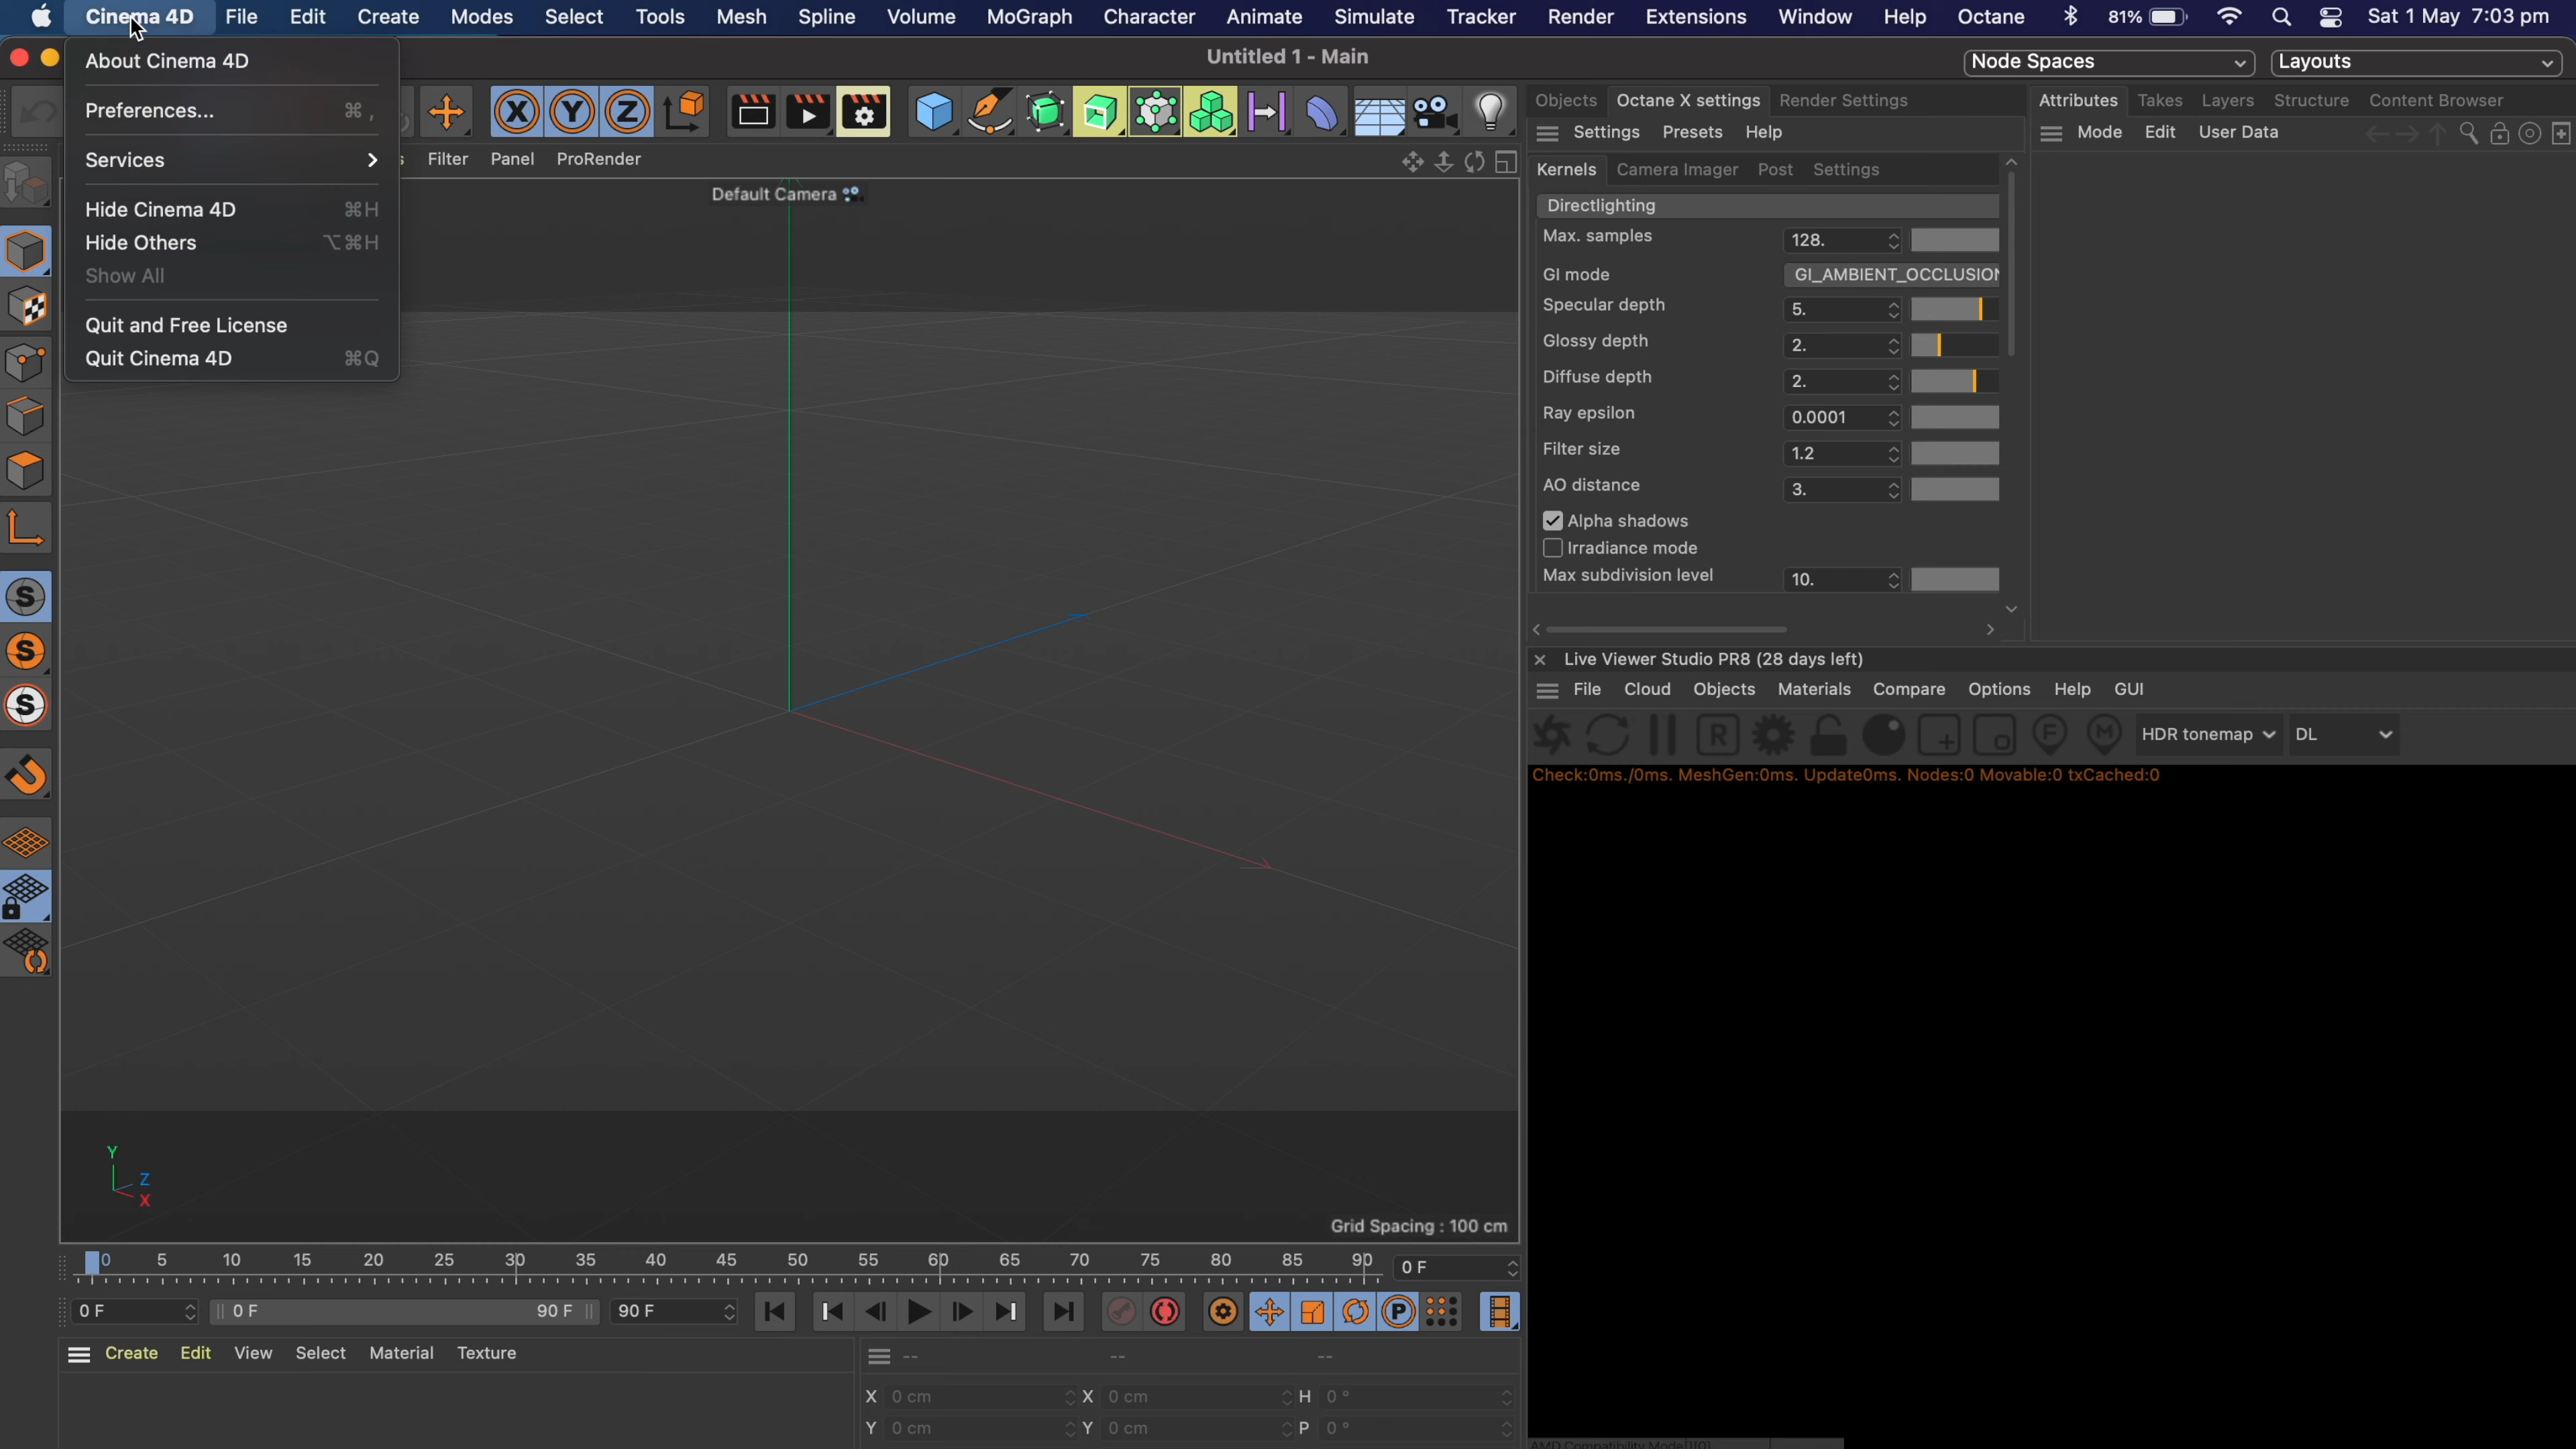 Cinema 4D File Edit Create Modes Select Tools Mesh Spline Volume MoGraph Character Animate Simulate Tracker Render Extensions Window Help Octane 81% Sat 1 May 7:03 pm
Untitled 1 - Main
Node Spaces Layouts
About Cinema 4D
Preferences... ⌘ ,
Services
Hide Cinema 4D ⌘H
Hide Others ⌥⌘H
Show All
Quit and Free License
Quit Cinema 4D ⌘Q
X Y Z
s Filter Panel ProRender
Default Camera
Grid Spacing : 100 cm
Y
Z
X
Objects Octane X settings Render Settings
Settings Presets Help
Kernels Camera Imager Post Settings
Directlighting
Max. samples 128.
GI mode GI_AMBIENT_OCCLUSION
Specular depth 5.
Glossy depth 2.
Diffuse depth 2.
Ray epsilon 0.0001
Filter size 1.2
AO distance 3.
Alpha shadows
Irradiance mode
Max subdivision level 10.
Attributes Takes Layers Structure Content Browser
Mode Edit User Data
Live Viewer Studio PR8 (28 days left)
File Cloud Objects Materials Compare Options Help GUI
R F M HDR tonemap DL
Check:0ms./0ms. MeshGen:0ms. Update0ms. Nodes:0 Movable:0 txCached:0
S
S
S
0 5 10 15 20 25 30 35 40 45 50 55 60 65 70 75 80 85 90 0 F
0 F 0 F 90 F 90 F P
Create Edit View Select Material Texture
-- -- --
X 0 cm X 0 cm H 0 °
Y 0 cm Y 0 cm P 0 °